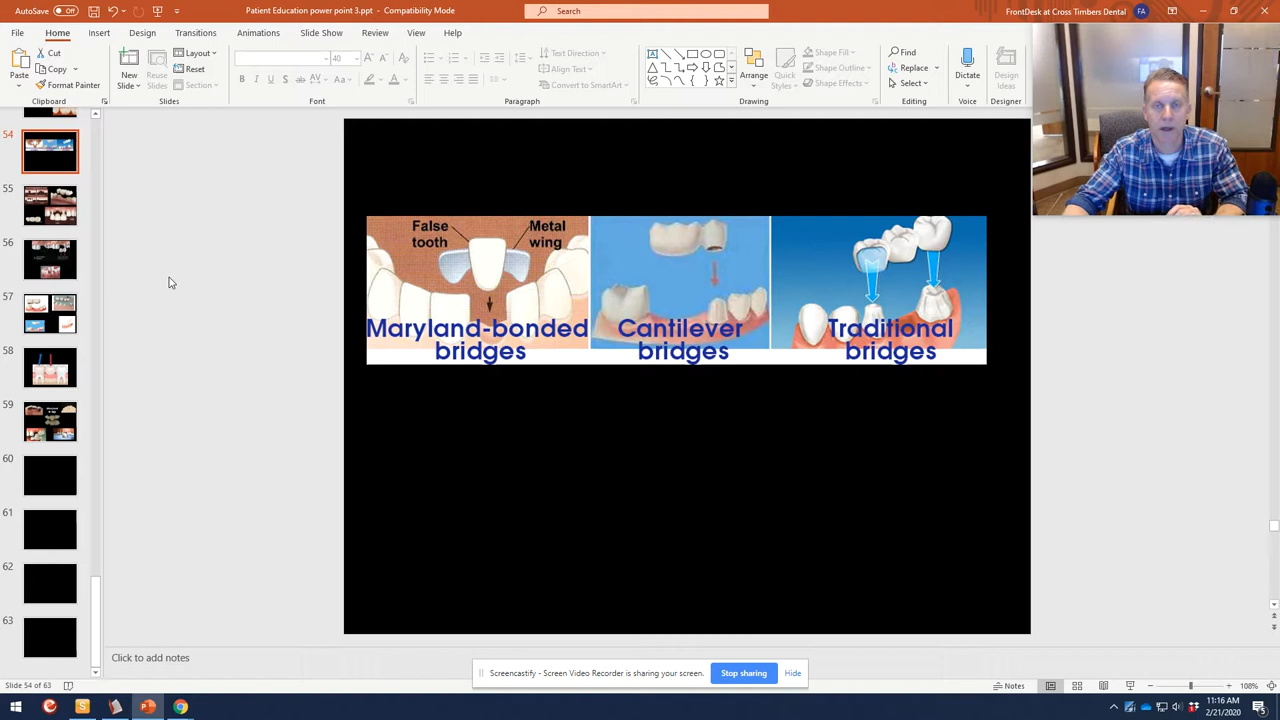 AutoSave Off
Patient Education power point 3.ppt - Compatibility Mode
Search
FrontDesk at Cross Timbers Dental FA
File Home Insert Design Transitions Animations Slide Show Review View Help
Paste
Cut
Copy
Format Painter
Clipboard
New
Slide
Reuse
Slides
Layout
Reset
Section
Slides
40
Font
Text Direction
Align Text
Convert to SmartArt
Paragraph
Arrange
Quick
Styles
Shape Fill
Shape Outline
Shape Effects
Drawing
Find
Replace
Select
Editing
Dictate
Voice
Design
Ideas
Designer
54
55
56
57
58
59
60
61
62
63
False
tooth
Metal
wing
Maryland-bonded
bridges
Cantilever
bridges
Traditional
bridges
Click to add notes
Screencastify - Screen Video Recorder is sharing your screen. Stop sharing Hide
Slide 54 of 63
Notes
108%
11:16 AM
2/21/2020
5